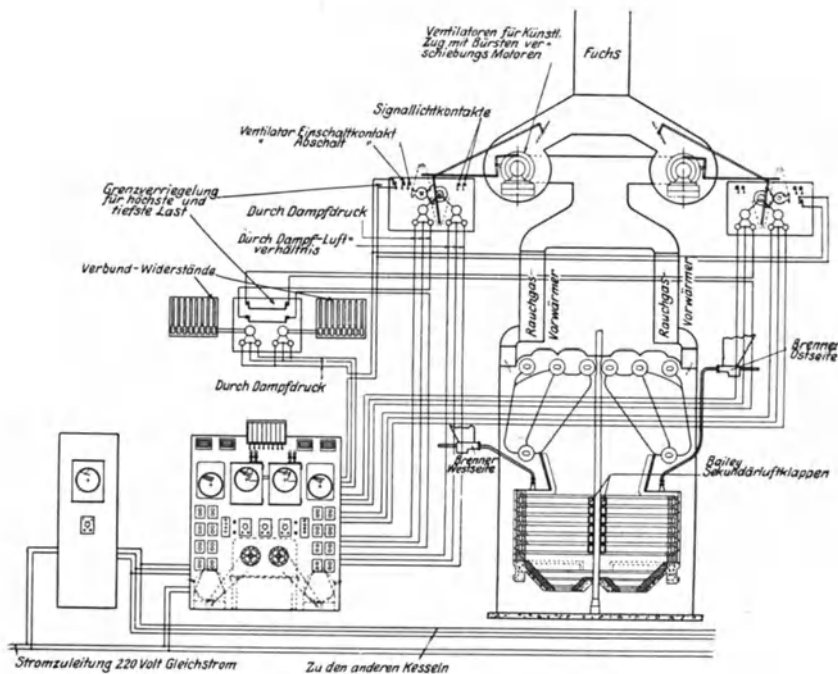 Ventilatoren für Künstl.
Zug mit Bürsten ver-
schiebungs Motoren
Fuchs
Signallichtkontakte
Ventilator Einschaltkontakt
" Abschalt "
Grenzverriegelung
für höchste und
tiefste Last
Durch Dampfdruck
Durch Dampf-Luft-
verhältnis
Verbund-Widerstände
Rauchgas-
Vorwärmer
Rauchgas-
Vorwärmer
Brenner
Ostseite
Durch Dampfdruck
Brenner
Westseite
Bailey
Sekundärluftklappen
Stromzuleitung 220 Volt Gleichstrom
Zu den anderen Kesseln